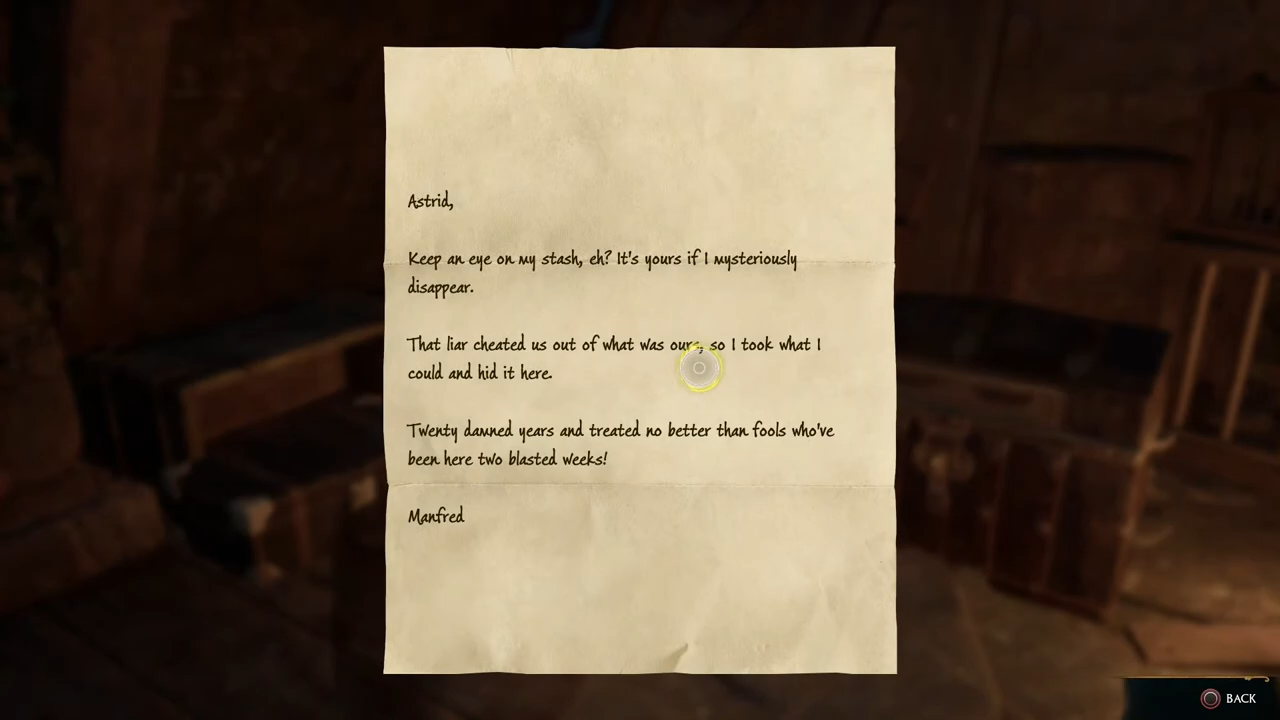 Astrid,
Keep an eye on my stash, eh? It's yours if I mysteriously
disappear.
That liar cheated us out of what was ours, so I took what I
could and hid it here.
Twenty damned years and treated no better than fools who've
been here two blasted weeks!
Manfred
BACK